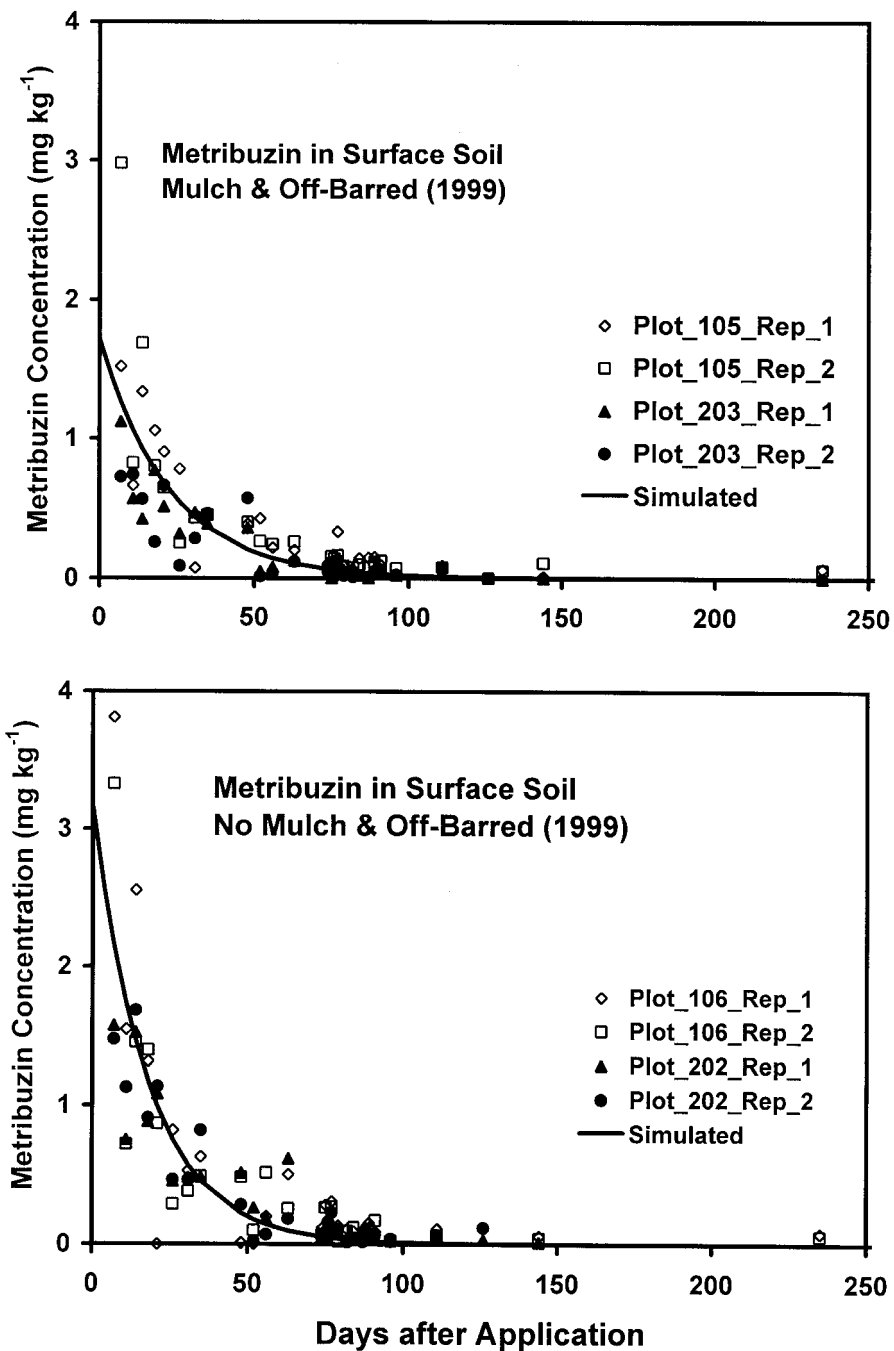 4
3
2
1
0
Metribuzin Concentration (mg kg-1)
Metribuzin in Surface Soil
Mulch & Off-Barred (1999)
Plot_105_Rep_1
Plot_105_Rep_2
Plot_203_Rep_1
Plot_203_Rep_2
Simulated
0 50 100 150 200 250
4
3
2
1
0
Metribuzin Concentration (mg kg-1)
Metribuzin in Surface Soil
No Mulch & Off-Barred (1999)
Plot_106_Rep_1
Plot_106_Rep_2
Plot_202_Rep_1
Plot_202_Rep_2
Simulated
0 50 100 150 200 250
Days after Application